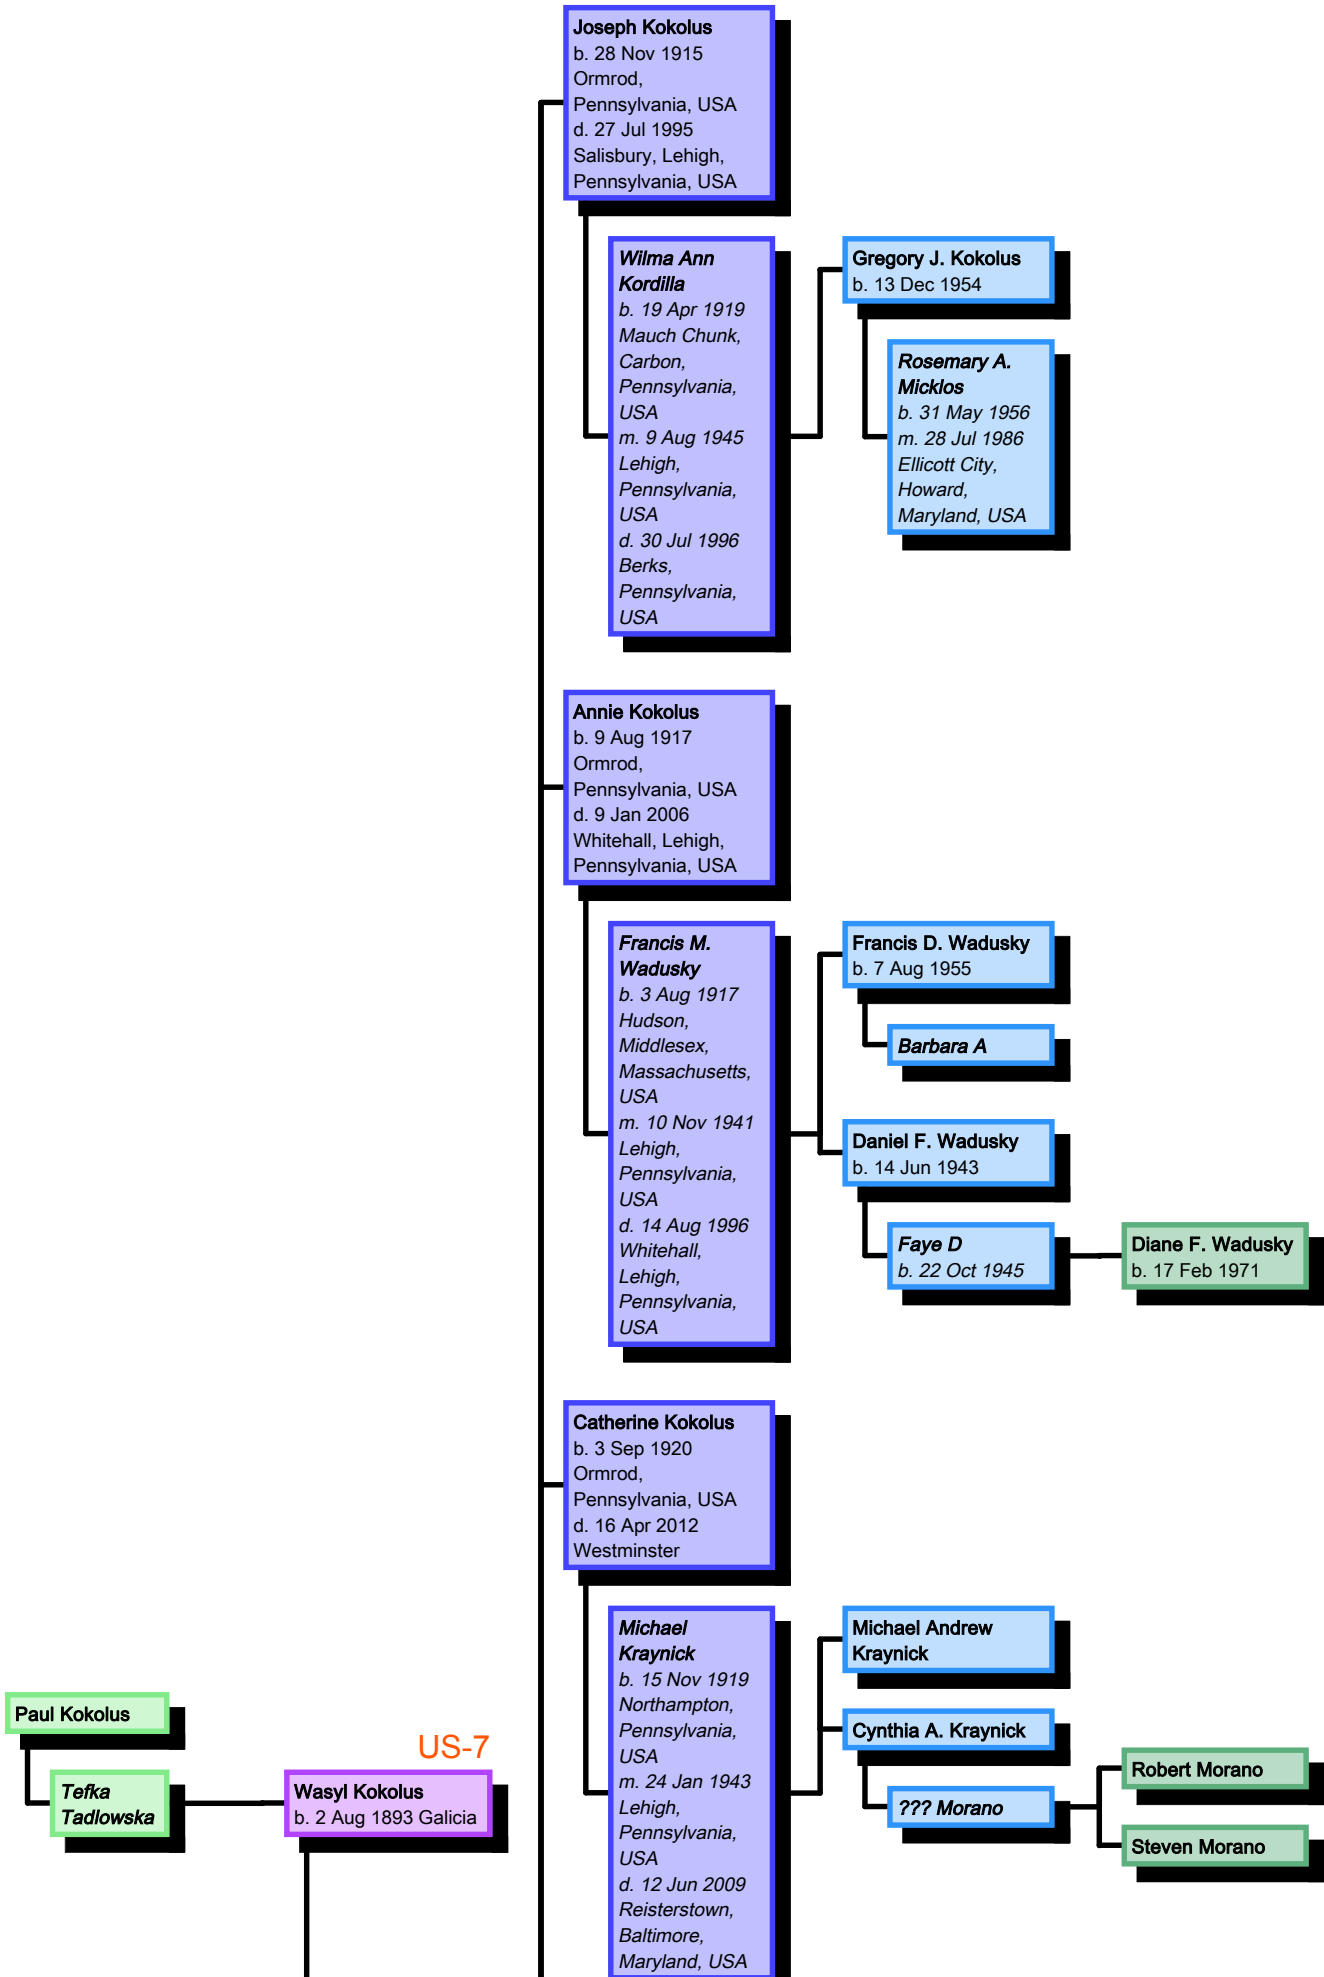 Joseph Kokolus
b. 28 Nov 1915
Ormrod,
Pennsylvania, USA
d. 27 Jul 1995
Salisbury, Lehigh,
Pennsylvania, USA
Wilma Ann
Kordilla
b. 19 Apr 1919
Mauch Chunk,
Carbon,
Pennsylvania,
USA
m. 9 Aug 1945
Lehigh,
Pennsylvania,
USA
d. 30 Jul 1996
Berks,
Pennsylvania,
USA
Gregory J. Kokolus
b. 13 Dec 1954
Rosemary A.
Micklos
b. 31 May 1956
m. 28 Jul 1986
Ellicott City,
Howard,
Maryland, USA
Annie Kokolus
b. 9 Aug 1917
Ormrod,
Pennsylvania, USA
d. 9 Jan 2006
Whitehall, Lehigh,
Pennsylvania, USA
Francis M.
Wadusky
b. 3 Aug 1917
Hudson,
Middlesex,
Massachusetts,
USA
m. 10 Nov 1941
Lehigh,
Pennsylvania,
USA
d. 14 Aug 1996
Whitehall,
Lehigh,
Pennsylvania,
USA
Francis D. Wadusky
b. 7 Aug 1955
Barbara A
Daniel F. Wadusky
b. 14 Jun 1943
Faye D
b. 22 Oct 1945
Diane F. Wadusky
b. 17 Feb 1971
Catherine Kokolus
b. 3 Sep 1920
Ormrod,
Pennsylvania, USA
d. 16 Apr 2012
Westminster
Michael
Kraynick
b. 15 Nov 1919
Northampton,
Pennsylvania,
USA
m. 24 Jan 1943
Lehigh,
Pennsylvania,
USA
d. 12 Jun 2009
Reisterstown,
Baltimore,
Maryland, USA
Michael Andrew
Kraynick
Cynthia A. Kraynick
??? Morano
Robert Morano
Steven Morano
Paul Kokolus
Tefka
Tadlowska
US-7
Wasyl Kokolus
b. 2 Aug 1893 Galicia